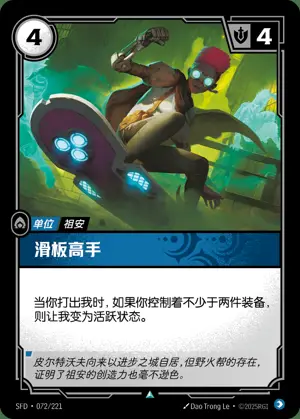 4
4
单位 祖安
滑板高手
当你打出我时，如果你控制着不少于两件装备，
则让我变为活跃状态。
皮尔特沃夫向来以进步之城自居，但野火帮的存在，
证明了祖安的创造力也毫不逊色。
SFD • 072/221
Dao Trong Le • ©2025RGI